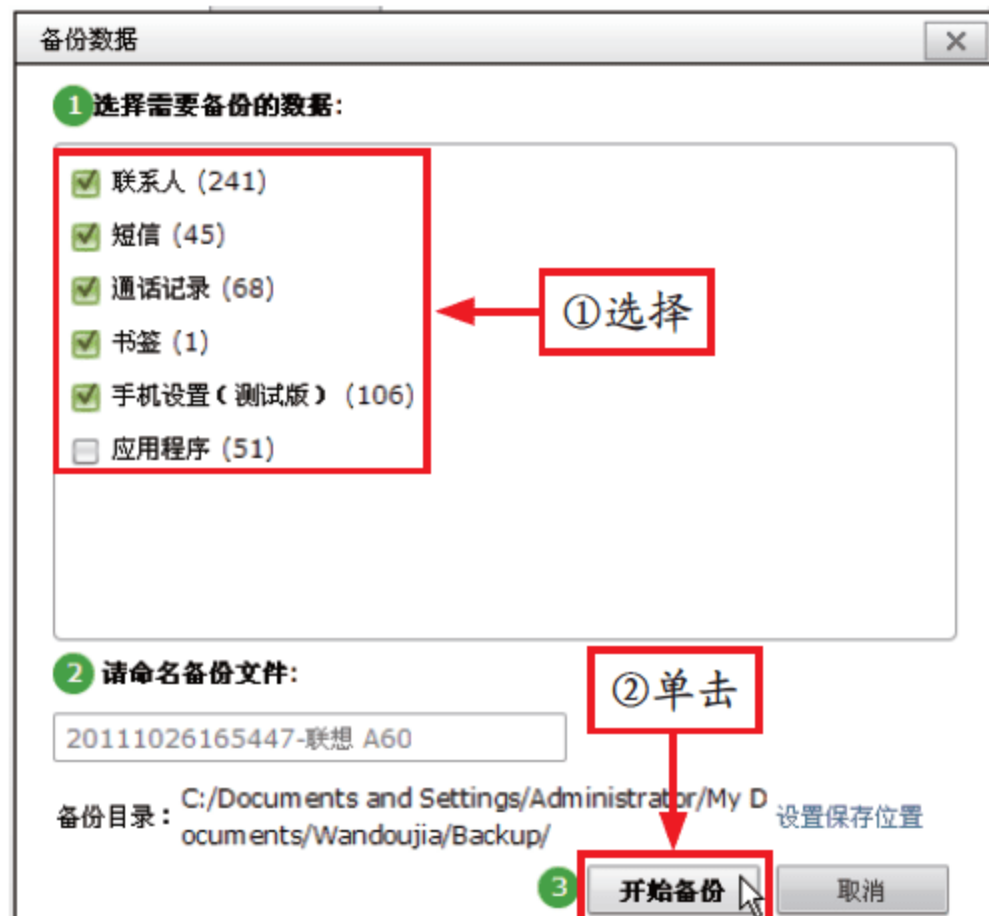 备份数据
1 选择需要备份的数据:
联系人 (241)
短信 (45)
通话记录 (68)
①选择
书签 (1)
手机设置(测试版) (106)
应用程序 (51)
2 请命名备份文件:
②单击
20111026165447-联想 A60
备份目录: C:/Documents and Settings/Administrator/My D
ocuments/Wandoujia/Backup/
设置保存位置
3 开始备份 取消